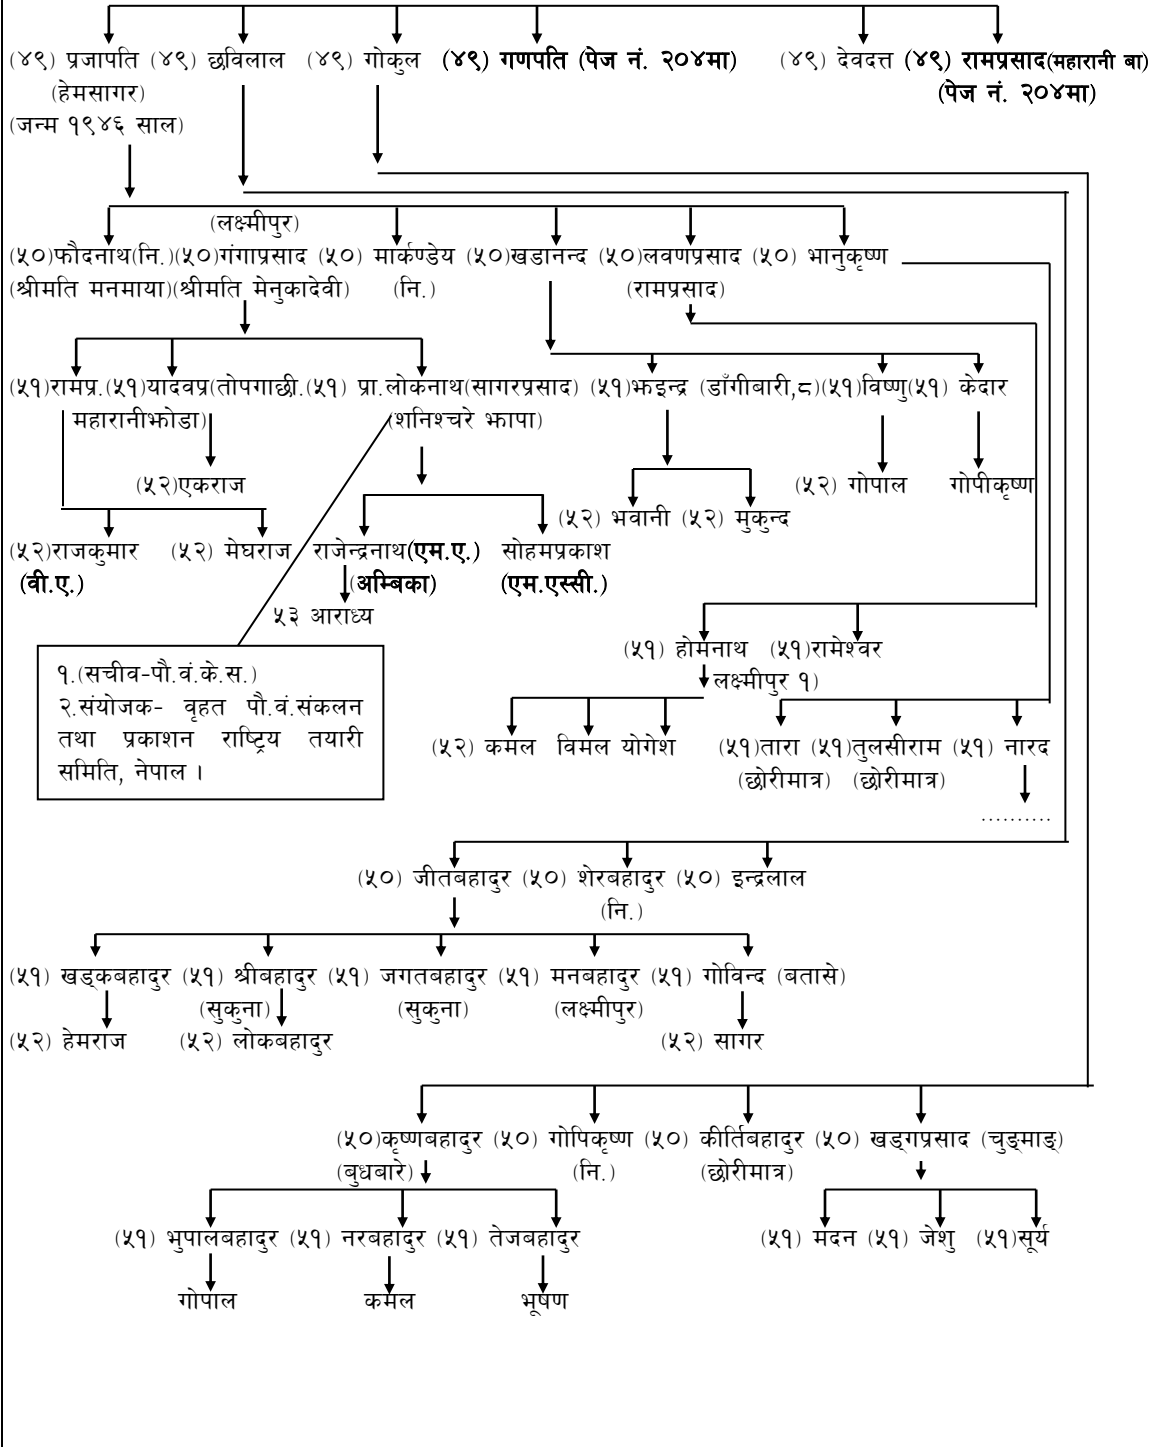 (४९) प्रजापति (४९) छविलाल (४९) गोकुल (४९) गणपति (पेज नं. २०४मा) (४९) देवदत्त (४९) रामप्रसाद(महारानी बा)
(हेमसागर) (पेज नं. २०४मा)
(जन्म १९४६ साल)
(लक्ष्मीपुर)
(५०)फौदनाथ(नि.)(५०)गंगाप्रसाद (५०) मार्कण्डेय (५०)खडानन्द (५०)लवणप्रसाद (५०) भानुकृष्ण
(श्रीमति मनमाया)(श्रीमति मेनुकादेवी) (नि.) (रामप्रसाद)
(५१)रामप्र.(५१)यादवप्र(तोपगाछी.(५१) प्रा.लोकनाथ(सागरप्रसाद) (५१)झइन्द्र (डाँगीबारी,८)(५१)विष्णु(५१) केदार
महारानीझोडा) (शनिश्चरे झापा)
(५२)एकराज (५२) गोपाल गोपीकृष्ण
(५२) भवानी (५२) मुकुन्द
(५२)राजकुमार (५२) मेघराज राजेन्द्रनाथ(एम.ए.) सोहमप्रकाश
(वी.ए.) (अम्बिका) (एम.एस्सी.)
५३ आराध्य
(५१) होमनाथ (५१)रामेश्वर
लक्ष्मीपुर १)
१.(सचीव-पौ.वं.के.स.)
२.संयोजक- वृहत पौ.वं.संकलन
तथा प्रकाशन राष्ट्रिय तयारी
समिति, नेपाल ।
(५२) कमल विमल योगेश (५१)तारा (५१)तुलसीराम (५१) नारद
(छोरीमात्र) (छोरीमात्र)
..........
(५०) जीतबहादुर (५०) शेरबहादुर (५०) इन्द्रलाल
(नि.)
(५१) खड्कबहादुर (५१) श्रीबहादुर (५१) जगतबहादुर (५१) मनबहादुर (५१) गोविन्द (बतासे)
(सुकुना) (सुकुना) (लक्ष्मीपुर)
(५२) हेमराज (५२) लोकबहादुर (५२) सागर
(५०)कृष्णबहादुर (५०) गोपिकृष्ण (५०) कीर्तिबहादुर (५०) खड्गप्रसाद (चुङ्माङ्)
(बुधबारे) (नि.) (छोरीमात्र)
(५१) भुपालबहादुर (५१) नरबहादुर (५१) तेजबहादुर (५१) मदन (५१) जेशु (५१)सूर्य
गोपाल कमल भूषण